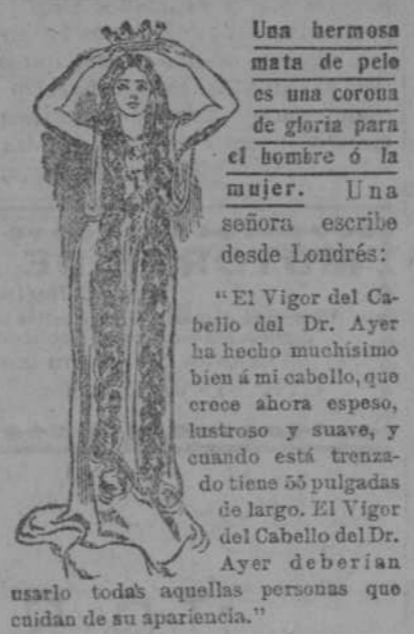 Una hermosa
mata de pelo
es una corona
de gloria para
el hombre ó la
mujer. Una
señora escribe
desde Londrés:
"El Vigor del Ca-
bello del Dr. Ayer
ha hecho muchísimo
bien á mi cabello, que
crece ahora espeso,
lustroso y suave, y
cuando está trenza-
do tiene 55 pulgadas
de largo. El Vigor
del Cabello del Dr.
Ayer deberían
usarlo todas aquellas personas que
cuidan de su apariencia."